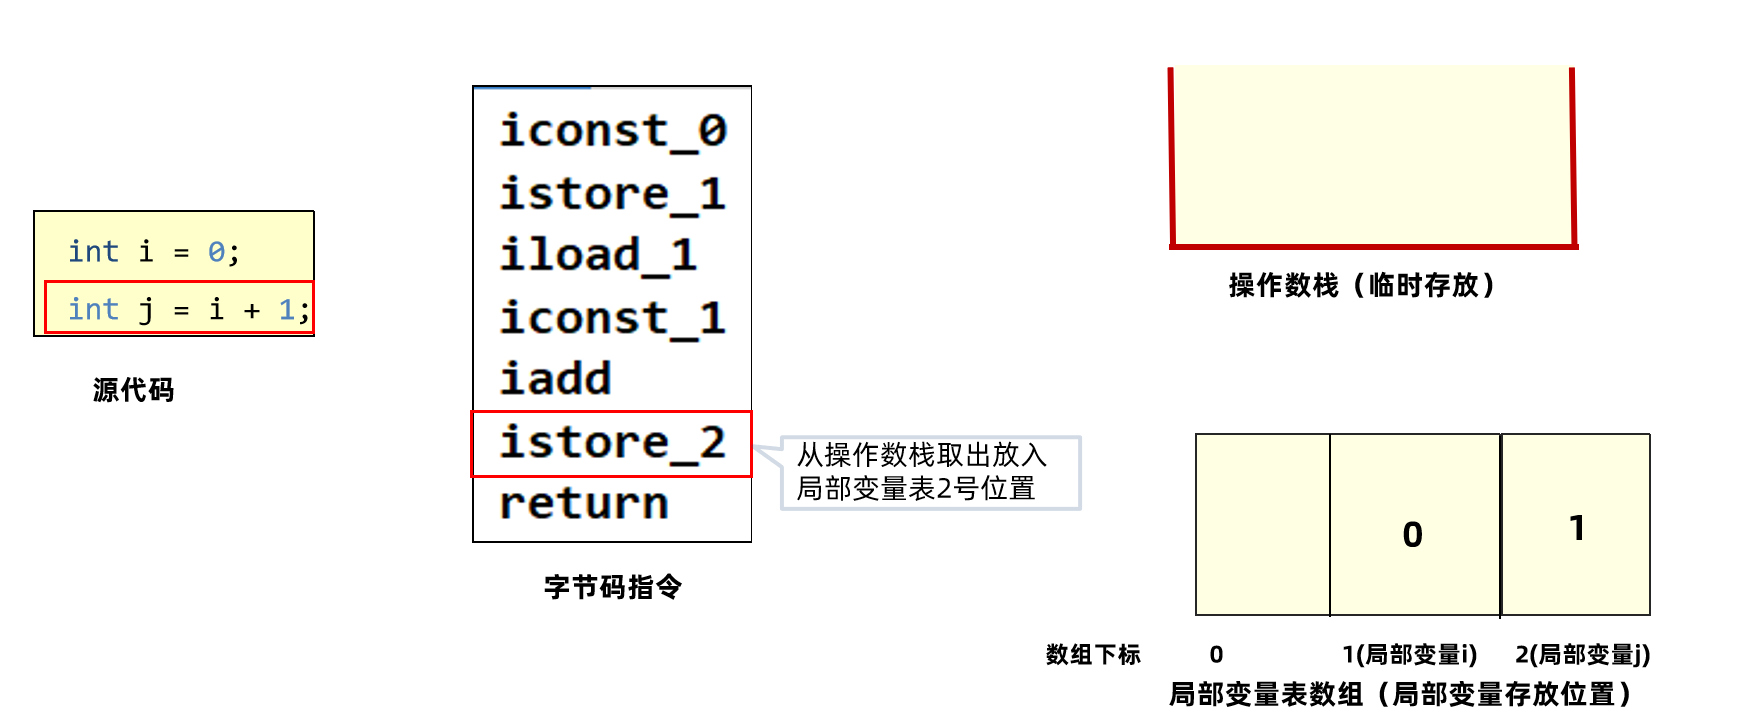 int i = 0;
int j = i + 1;
源代码
iconst_0
istore_1
iload_1
iconst_1
iadd
istore_2
return
字节码指令
从操作数栈取出放入
局部变量表2号位置
操作数栈（临时存放）
0
1
数组下标 0 1(局部变量i) 2(局部变量j)
局部变量表数组（局部变量存放位置）